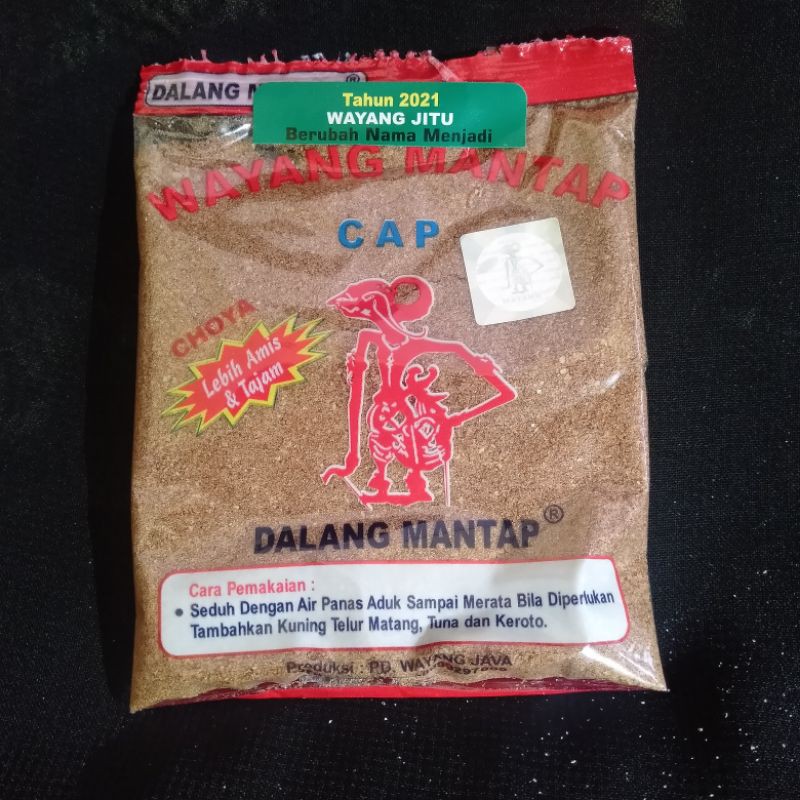 DALANG
Tahun 2021
WAYANG JITU
Berubah Nama Menjadi
WAYANG MANTAP
CAP
WAYANG
CHOYA
Lebih Amis
& Tajam
DALANG MANTAP®
Cara Pemakaian :
• Seduh Dengan Air Panas Aduk Sampai Merata Bila Diperlukan
Tambahkan Kuning Telur Matang, Tuna dan Keroto.
Produksi : PD. WAYANG JAVA